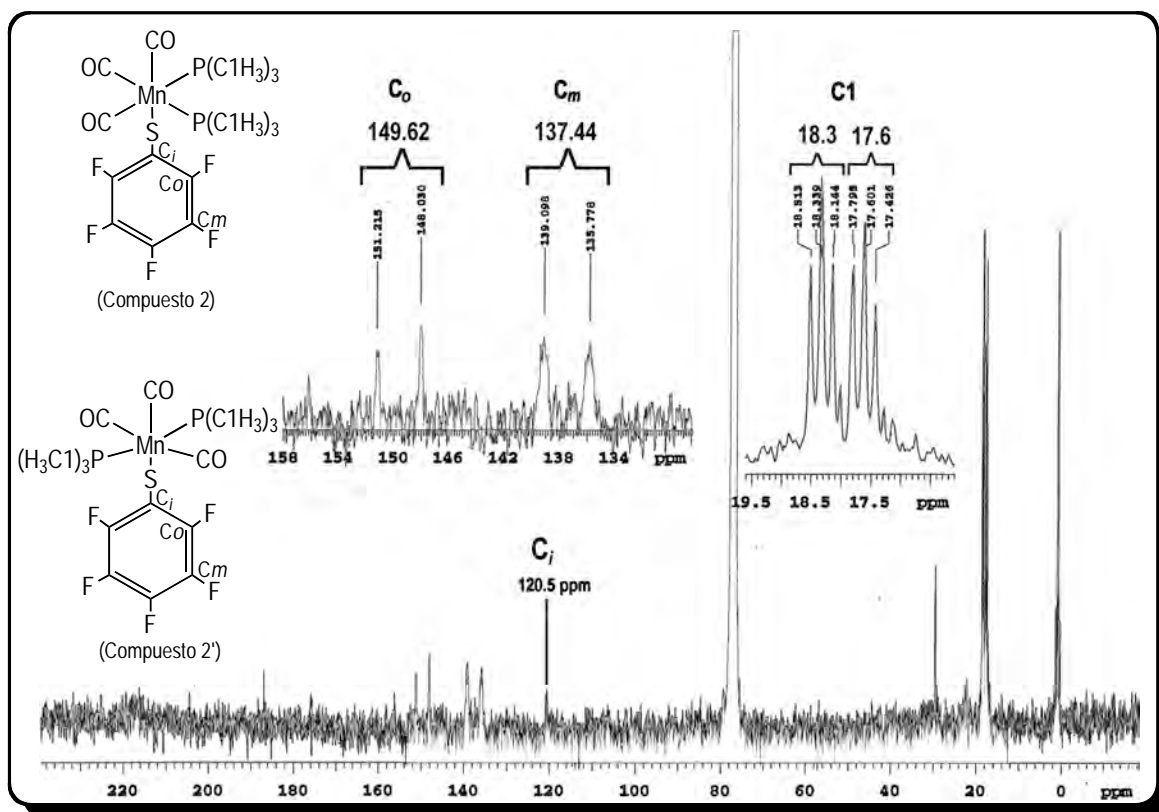 CO
OC
P(C1H3)3
Mn
OC
P(C1H3)3
S
Ci
F
F
Co
Cm
F
F
F
(Compuesto 2)
CO
OC
P(C1H3)3
Mn
(H3C1)3P
CO
S
Ci
F
F
Co
Cm
F
F
F
(Compuesto 2')
Co
149.62
151.215
148.030
Cm
137.44
139.098
135.778
158 154 150 146 142 138 134 ppm
C1
18.3 17.6
18.513
18.339
18.144
17.795
17.601
17.426
19.5 18.5 17.5 ppm
Ci
120.5 ppm
220 200 180 160 140 120 100 80 60 40 20 0 ppm